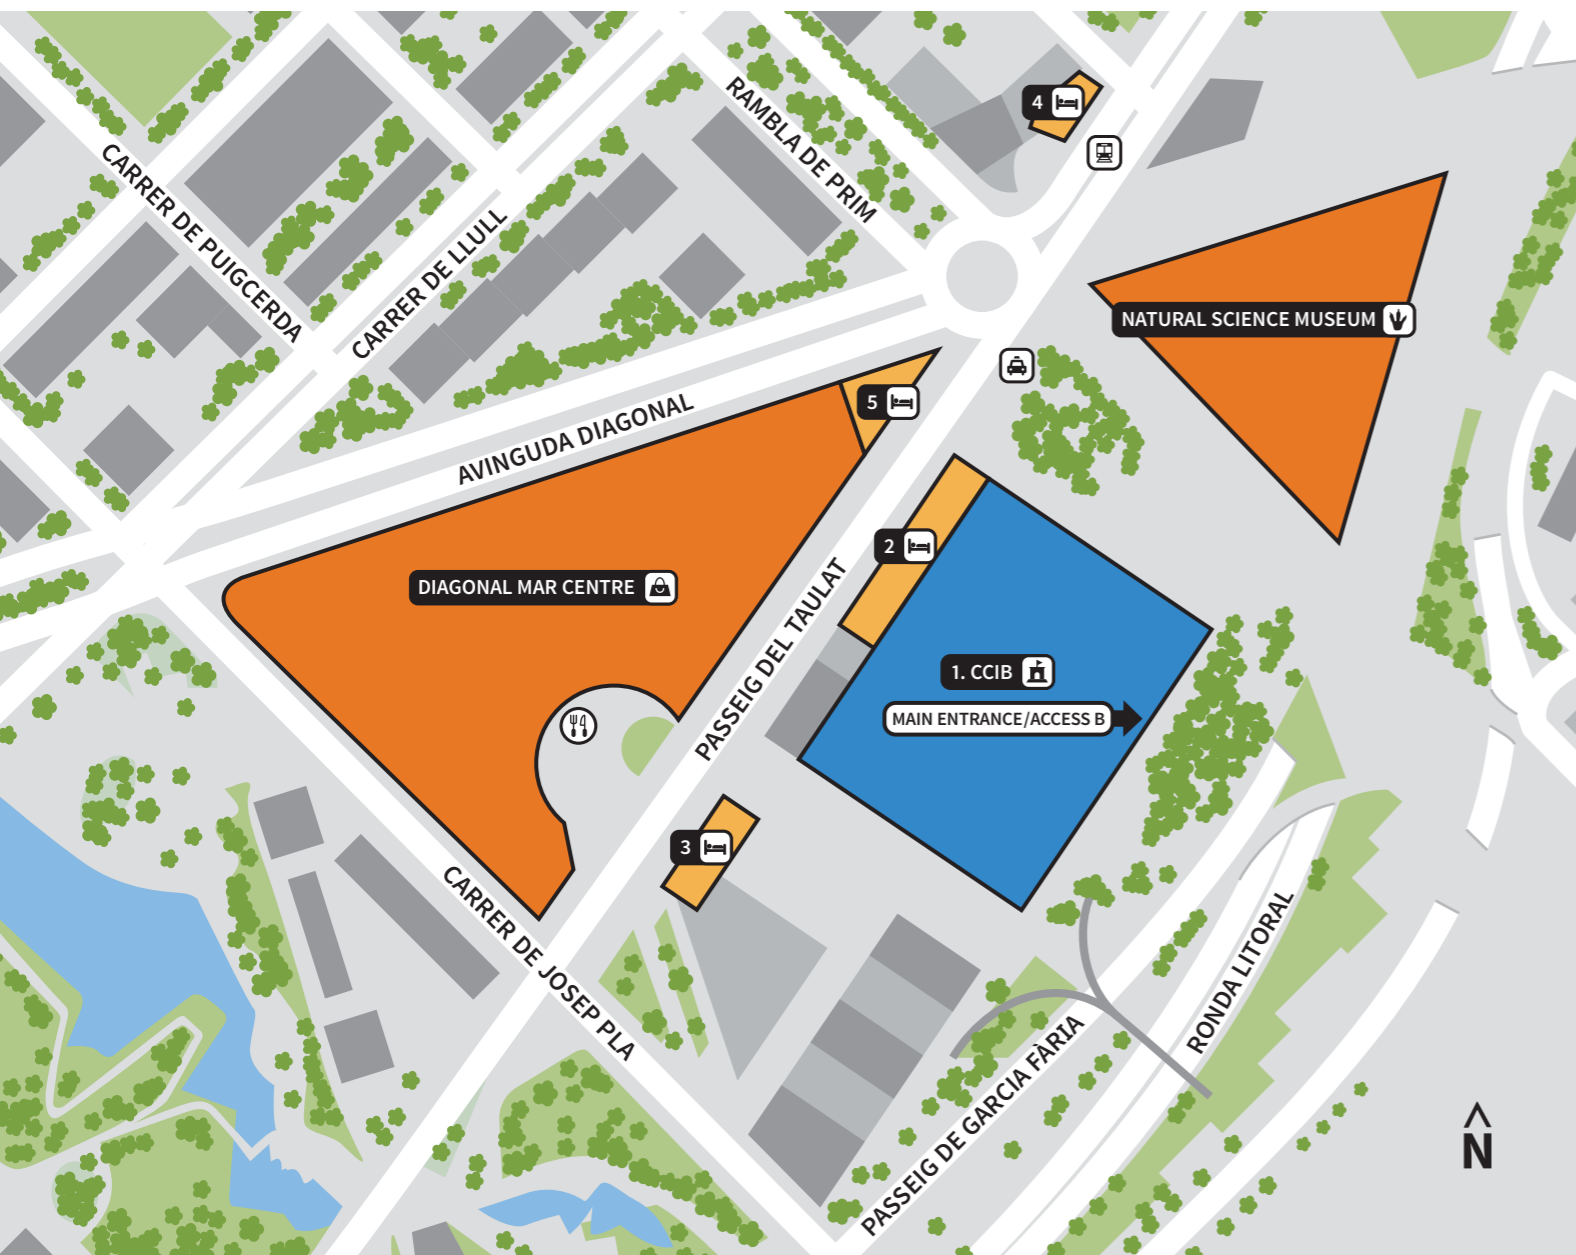 RAMBLA DE PRIM
4
CARRER DE PUIGCERDA
CARRER DE LLULL
NATURAL SCIENCE MUSEUM
AVINGUDA DIAGONAL
5
2
DIAGONAL MAR CENTRE
PASSEIG DEL TAULAT
1. CCIB
MAIN ENTRANCE/ACCESS B
3
CARRER DE JOSEP PLA
RONDA LITORAL
PASSEIG DE GARCIA FÀRIA
N